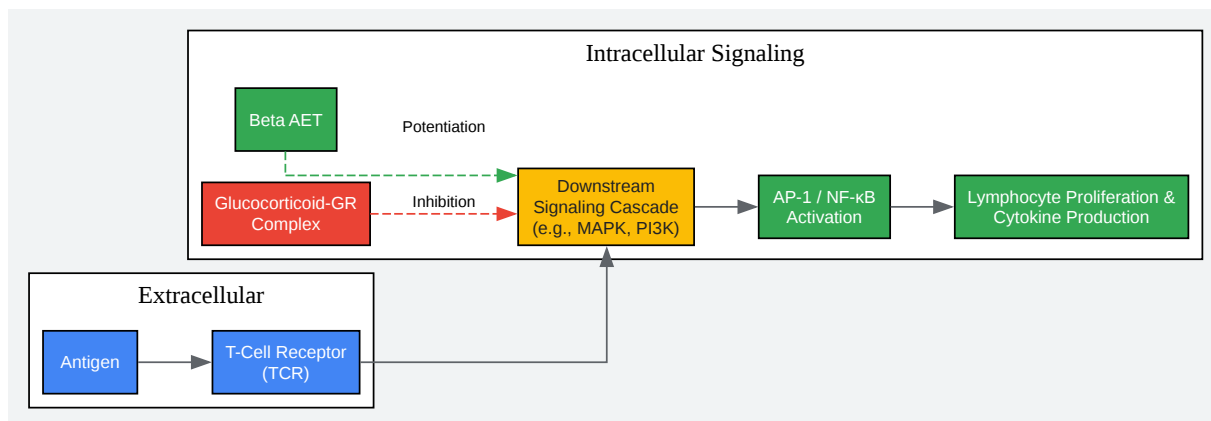 Intracellular Signaling
Beta AET
Potentiation
Glucocorticoid-GR
Complex
Inhibition
Downstream
Signaling Cascade
(e.g., MAPK, PI3K)
AP-1 / NF-κB
Activation
Lymphocyte Proliferation &
Cytokine Production
Extracellular
Antigen
T-Cell Receptor
(TCR)